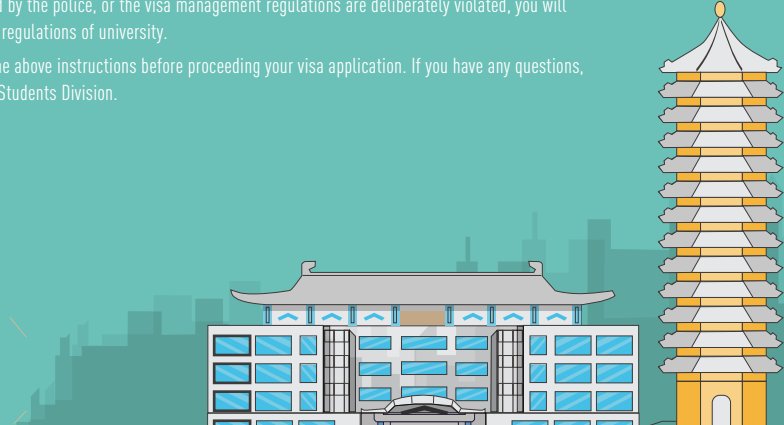 by the police, or the visa management regulations are deliberately violated, you will
regulations of university.
above instructions before proceeding your visa application. If you have any questions,
Students Division.